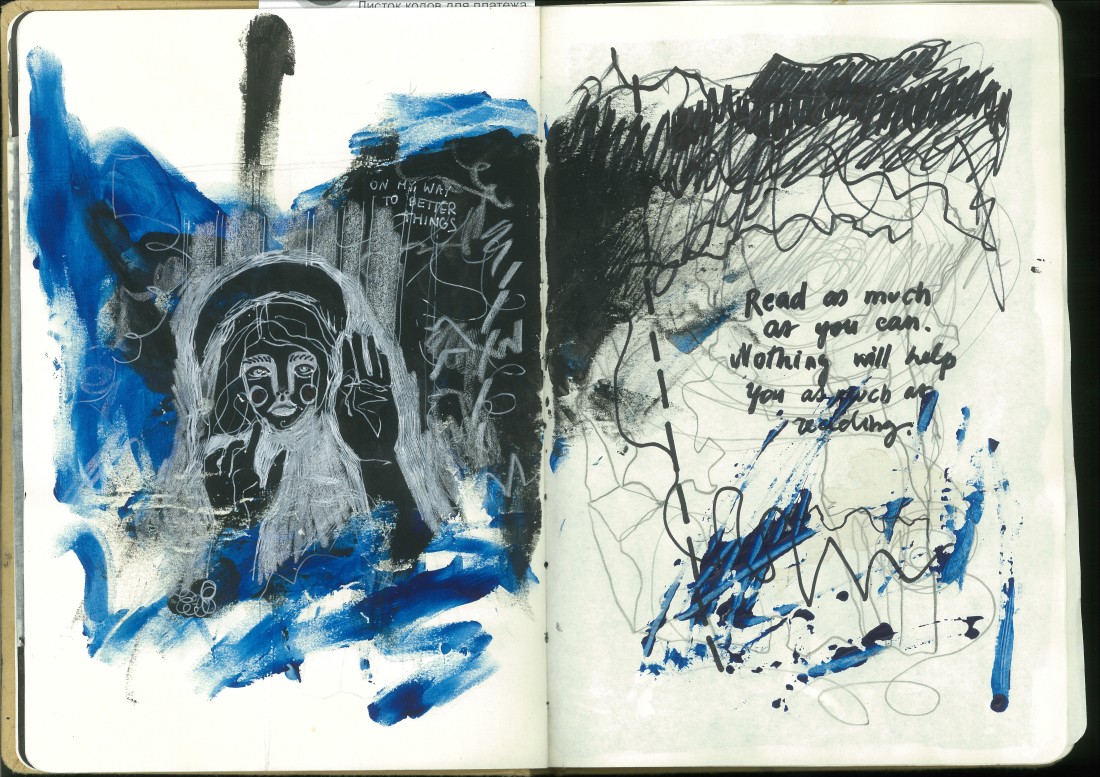 Листок кодов для платежа
ON MY WAY
TO BETTER
THINGS
Read as much
as you can.
Nothing will help
you as much as
reading.